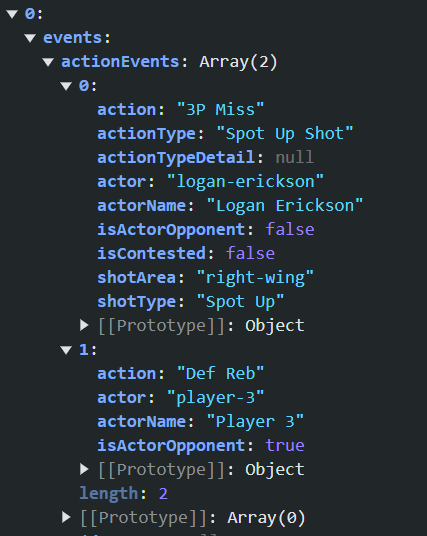 0:
events:
actionEvents: Array(2)
0:
action: "3P Miss"
actionType: "Spot Up Shot"
actionTypeDetail: null
actor: "logan-erickson"
actorName: "Logan Erickson"
isActorOpponent: false
isContested: false
shotArea: "right-wing"
shotType: "Spot Up"
[[Prototype]]: Object
1:
action: "Def Reb"
actor: "player-3"
actorName: "Player 3"
isActorOpponent: true
[[Prototype]]: Object
length: 2
[[Prototype]]: Array(0)